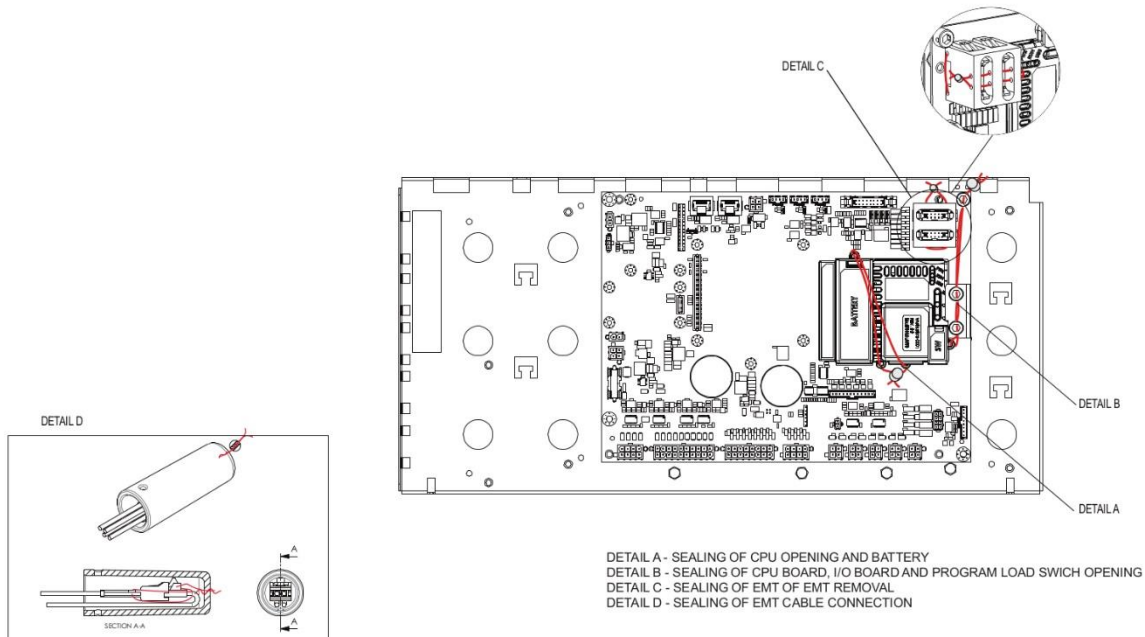 DETAIL C
DETAIL B
DETAIL A
BATTERY
SW
DETAIL D
A
A
SECTION A-A
DETAIL A - SEALING OF CPU OPENING AND BATTERY
DETAIL B - SEALING OF CPU BOARD, I/O BOARD AND PROGRAM LOAD SWICH OPENING
DETAIL C - SEALING OF EMT OF EMT REMOVAL
DETAIL D - SEALING OF EMT CABLE CONNECTION